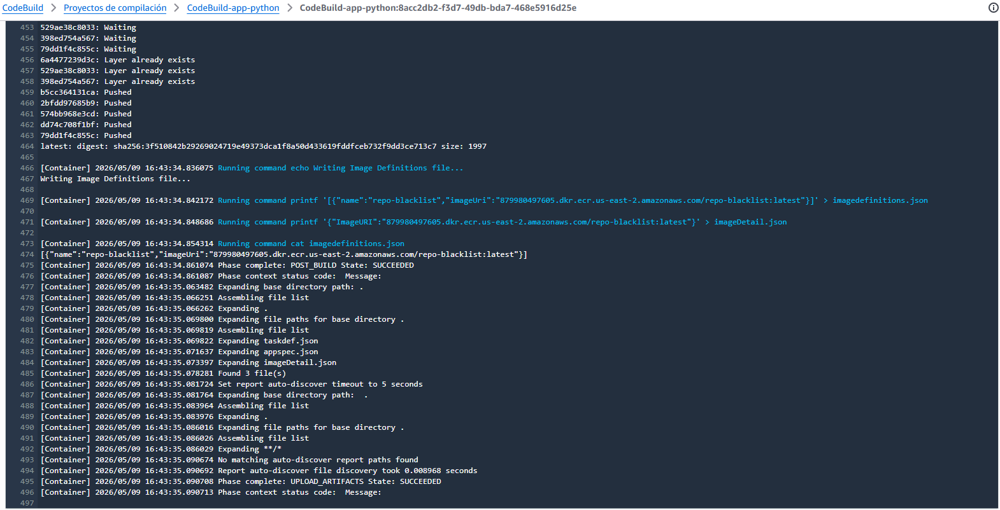 CodeBuild > Proyectos de compilación > CodeBuild-app-python > CodeBuild-app-python:8acc2db2-f3d7-49db-bda7-468e5916d25e
453 529ae38c8033: Waiting
454 398ed754a567: Waiting
455 79dd1f4c855c: Waiting
456 6a4477239d3c: Layer already exists
457 529ae38c8033: Layer already exists
458 398ed754a567: Layer already exists
459 b5cc364131ca: Pushed
460 2bfdd97685b9: Pushed
461 574bb968e3cd: Pushed
462 dd74c708f1bf: Pushed
463 79dd1f4c855c: Pushed
464 latest: digest: sha256:3f510842b29269024719e49373dca1f8a50d433619fddfceb732f9dd3ce713c7 size: 1997
465
466 [Container] 2026/05/09 16:43:34.836075 Running command echo Writing Image Definitions file...
467 Writing Image Definitions file...
468
469 [Container] 2026/05/09 16:43:34.842172 Running command printf '[{"name":"repo-blacklist","imageUri":"879980497605.dkr.ecr.us-east-2.amazonaws.com/repo-blacklist:latest"}]' > imagedefinitions.json
470
471 [Container] 2026/05/09 16:43:34.848686 Running command printf '{"ImageURI":"879980497605.dkr.ecr.us-east-2.amazonaws.com/repo-blacklist:latest"}' > imageDetail.json
472
473 [Container] 2026/05/09 16:43:34.854314 Running command cat imagedefinitions.json
474 [{"name":"repo-blacklist","imageUri":"879980497605.dkr.ecr.us-east-2.amazonaws.com/repo-blacklist:latest"}]
475 [Container] 2026/05/09 16:43:34.861074 Phase complete: POST_BUILD State: SUCCEEDED
476 [Container] 2026/05/09 16:43:34.861087 Phase context status code:  Message:
477 [Container] 2026/05/09 16:43:35.063482 Expanding base directory path: .
478 [Container] 2026/05/09 16:43:35.066251 Assembling file list
479 [Container] 2026/05/09 16:43:35.066262 Expanding .
480 [Container] 2026/05/09 16:43:35.069800 Expanding file paths for base directory .
481 [Container] 2026/05/09 16:43:35.069819 Assembling file list
482 [Container] 2026/05/09 16:43:35.069822 Expanding taskdef.json
483 [Container] 2026/05/09 16:43:35.071637 Expanding appspec.json
484 [Container] 2026/05/09 16:43:35.073397 Expanding imageDetail.json
485 [Container] 2026/05/09 16:43:35.078281 Found 3 file(s)
486 [Container] 2026/05/09 16:43:35.081724 Set report auto-discover timeout to 5 seconds
487 [Container] 2026/05/09 16:43:35.081764 Expanding base directory path:  .
488 [Container] 2026/05/09 16:43:35.083964 Assembling file list
489 [Container] 2026/05/09 16:43:35.083976 Expanding .
490 [Container] 2026/05/09 16:43:35.086016 Expanding file paths for base directory .
491 [Container] 2026/05/09 16:43:35.086026 Assembling file list
492 [Container] 2026/05/09 16:43:35.086029 Expanding **/*
493 [Container] 2026/05/09 16:43:35.090674 No matching auto-discover report paths found
494 [Container] 2026/05/09 16:43:35.090692 Report auto-discover file discovery took 0.008968 seconds
495 [Container] 2026/05/09 16:43:35.090708 Phase complete: UPLOAD_ARTIFACTS State: SUCCEEDED
496 [Container] 2026/05/09 16:43:35.090713 Phase context status code:  Message:
497